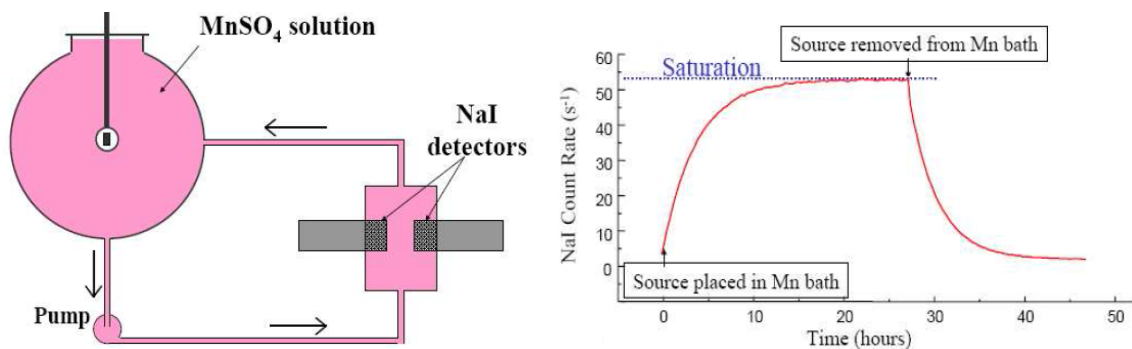 MnSO₄ solution
NaI
detectors
Pump
Source removed from Mn bath
Saturation
60
50
40
30
20
10
0
NaI Count Rate (s⁻¹)
Source placed in Mn bath
0
10
20
30
40
50
Time (hours)